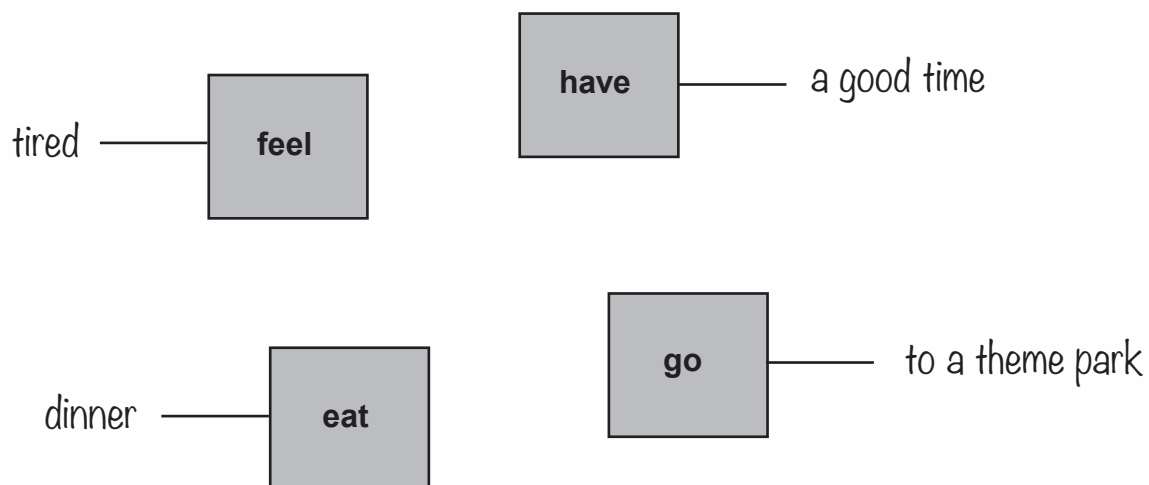 have
a good time
tired
feel
go
to a theme park
dinner
eat